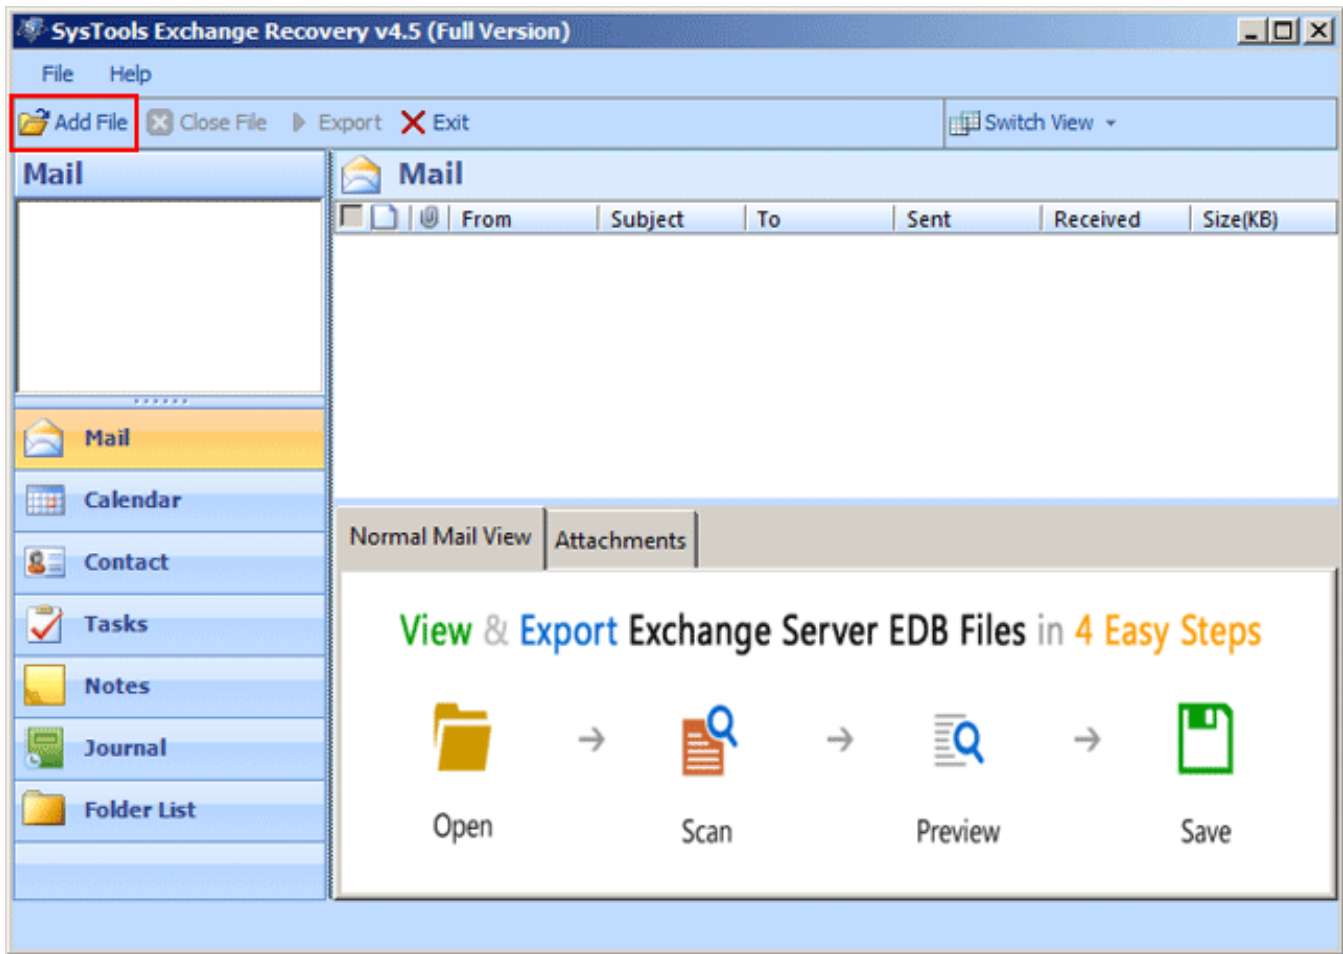 SysTools Exchange Recovery v4.5 (Full Version)
File Help
Add File Close File Export Exit Switch View
Mail
Mail
From Subject To Sent Received Size(KB)
Mail
Calendar
Contact
Tasks
Notes
Journal
Folder List
Normal Mail View Attachments
View & Export Exchange Server EDB Files in 4 Easy Steps
Open Scan Preview Save